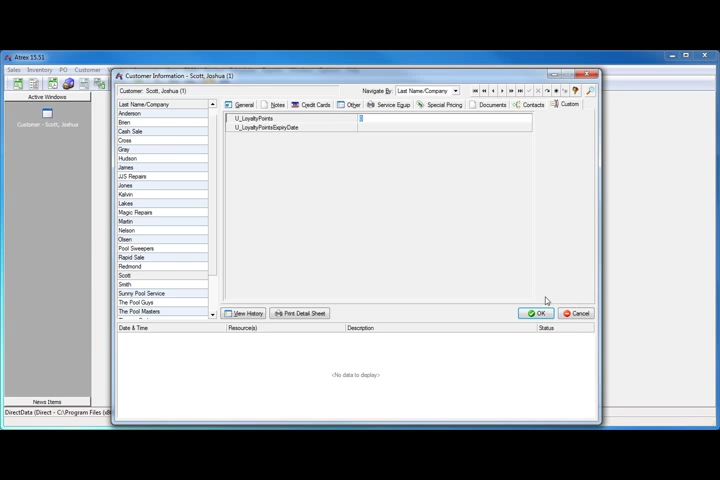 Atrex 15.51
Sales Inventory PO Customer
Active Windows
Customer - Scott, Joshua
News Items
DirectData (Direct - C:\Program Files (x8
Customer Information - Scott, Joshua (1)
Customer: Scott, Joshua (1)
Navigate By: Last Name/Company
Last Name/Company
Anderson
Brien
Cash Sale
Cross
Gray
Hudson
James
JJS Repairs
Jones
Kalvin
Lakes
Magic Repairs
Martin
Nelson
Olsen
Pool Sweepers
Rapid Sale
Redmond
Scott
Smith
Sunny Pool Service
The Pool Guys
The Pool Masters
General Notes Credit Cards Other Service Equip Special Pricing Documents Contacts Custom
U_LoyaltyPoints 0
U_LoyaltyPointsExpiryDate
View History Print Detail Sheet OK Cancel
Date & Time Resource(s) Description Status
<No data to display>